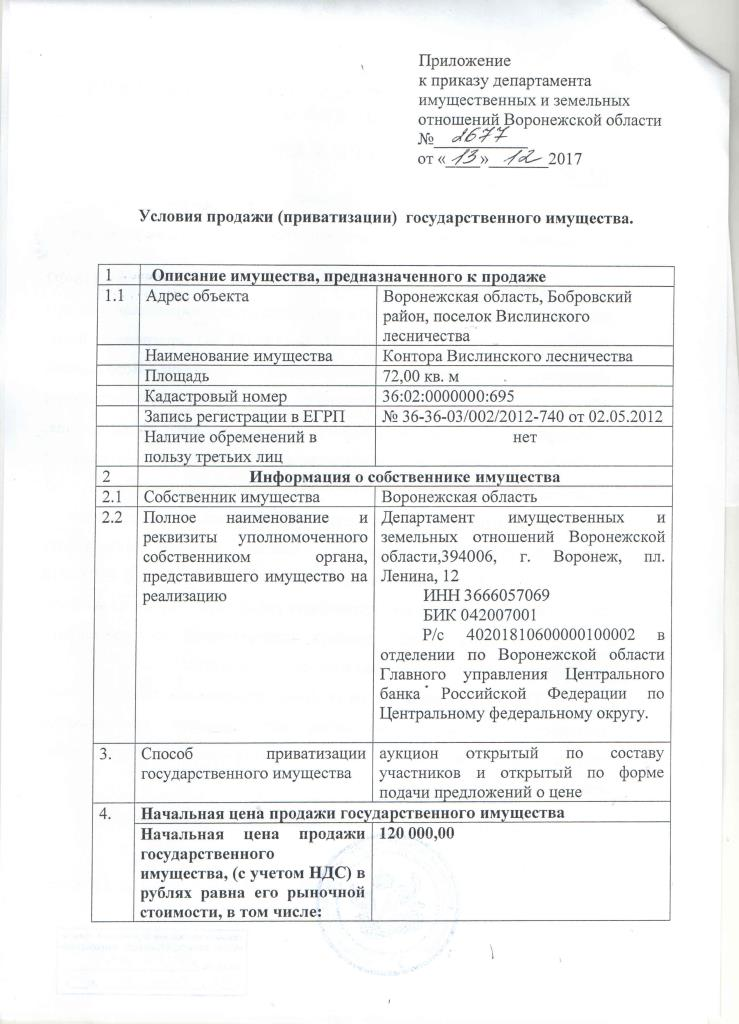 Приложение
к приказу департамента
имущественных и земельных
отношений Воронежской области
№ 2677
от «13» 12 2017
Условия продажи (приватизации) государственного имущества.
1 Описание имущества, предназначенного к продаже
1.1 Адрес объекта Воронежская область, Бобровский
район, поселок Вислинского
лесничества
Наименование имущества Контора Вислинского лесничества
Площадь 72,00 кв. м
Кадастровый номер 36:02:0000000:695
Запись регистрации в ЕГРП № 36-36-03/002/2012-740 от 02.05.2012
Наличие обременений в нет
пользу третьих лиц
2 Информация о собственнике имущества
2.1 Собственник имущества Воронежская область
2.2 Полное наименование и Департамент имущественных и
реквизиты уполномоченного земельных отношений Воронежской
собственником органа, области,394006, г. Воронеж, пл.
представившего имущество на Ленина, 12
реализацию ИНН 3666057069
БИК 042007001
Р/с 40201810600000100002 в
отделении по Воронежской области
Главного управления Центрального
банка Российской Федерации по
Центральному федеральному округу.
3. Способ приватизации аукцион открытый по составу
государственного имущества участников и открытый по форме
подачи предложений о цене
4. Начальная цена продажи государственного имущества
Начальная цена продажи 120 000,00
государственного
имущества, (с учетом НДС) в
рублях равна его рыночной
стоимости, в том числе: